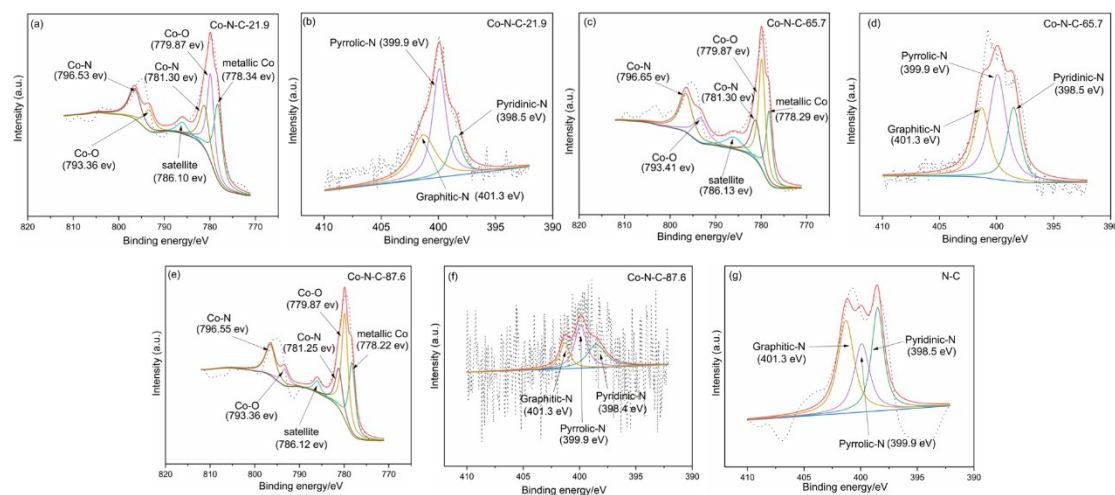 (a)
Co-N-C-21.9
Co-O
(779.87 ev)
Co-N
(796.53 ev)
Co-N
(781.30 ev)
metallic Co
(778.34 ev)
Co-O
(793.36 ev)
satellite
(786.10 ev)
Intensity (a.u.)
820 810 800 790 780 770
Binding energy/eV
(b)
Co-N-C-21.9
Pyrrolic-N (399.9 eV)
Pyridinic-N
(398.5 eV)
Graphitic-N (401.3 eV)
Intensity (a.u.)
410 405 400 395 390
Binding energy/eV
(c)
Co-N-C-65.7
Co-O
(779.87 ev)
Co-N
(796.65 ev)
Co-N
(781.30 ev)
metallic Co
(778.29 ev)
Co-O
(793.41 ev)
satellite
(786.13 ev)
Intensity (a.u.)
820 810 800 790 780 770
Binding energy/eV
(d)
Co-N-C-65.7
Pyrrolic-N
(399.9 eV)
Pyridinic-N
(398.5 eV)
Graphitic-N
(401.3 eV)
Intensity (a.u.)
410 405 400 395 390
Binding energy/eV
(e)
Co-N-C-87.6
Co-O
(779.87 ev)
Co-N
(796.55 ev)
Co-N
(781.25 ev)
metallic Co
(778.22 ev)
Co-O
(793.36 ev)
satellite
(786.12 ev)
Intensity (a.u.)
820 810 800 790 780 770
Binding energy/eV
(f)
Co-N-C-87.6
Graphitic-N
(401.3 eV)
Pyridinic-N
(398.4 eV)
Pyrrolic-N
(399.9 eV)
Intensity (a.u.)
410 405 400 395 390
Binding energy/eV
(g)
N-C
Graphitic-N
(401.3 eV)
Pyridinic-N
(398.5 eV)
Pyrrolic-N (399.9 eV)
Intensity (a.u.)
410 405 400 395 390
Binding energy/eV